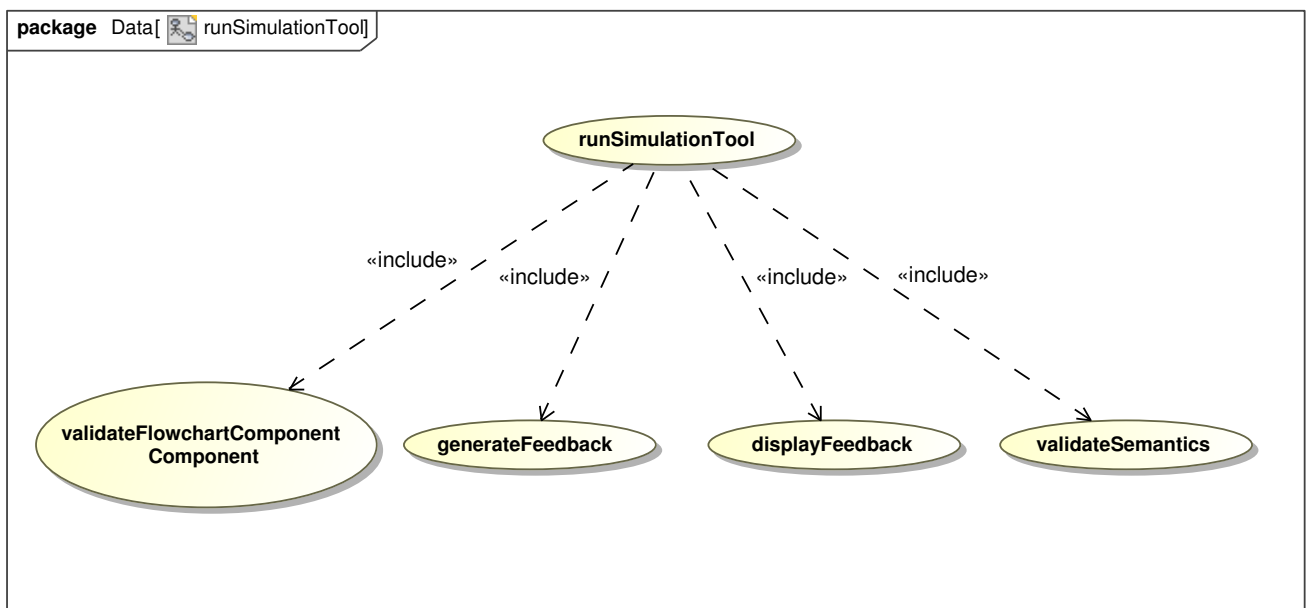 package Data[ runSimulationTool]
runSimulationTool
«include»
«include»
«include»
«include»
validateFlowchartComponent
Component
generateFeedback
displayFeedback
validateSemantics